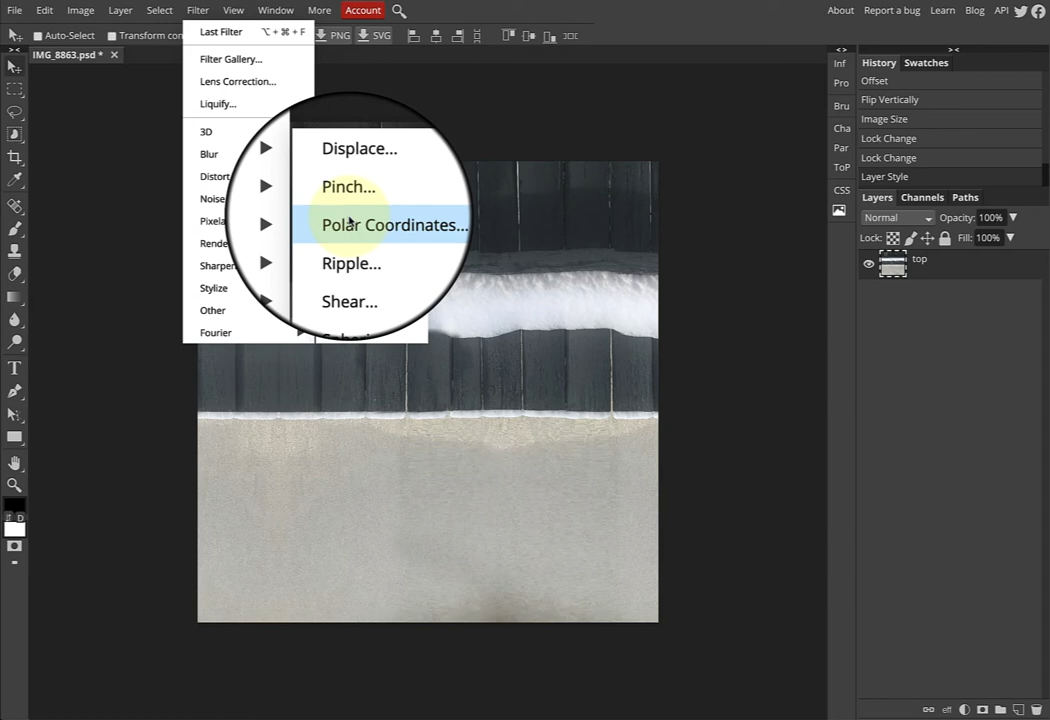 File Edit Image Layer Select Filter View Window More Account
About Report a bug Learn Blog API
Auto-Select Transform con PNG SVG
IMG_8863.psd * ✕
Last Filter ⌥ + ⌘ + F
Filter Gallery...
Lens Correction...
Liquify...
3D
Blur
Distort
Noise
Pixela
Rende
Sharpen
Stylize
Other
Fourier
Displace...
Pinch...
Polar Coordinates...
Ripple...
Shear...
Inf
Pro
Bru
Cha
Par
ToP
CSS
History Swatches
Offset
Flip Vertically
Image Size
Lock Change
Lock Change
Layer Style
Layers Channels Paths
Normal Opacity: 100%
Lock: Fill: 100%
top
D
eff